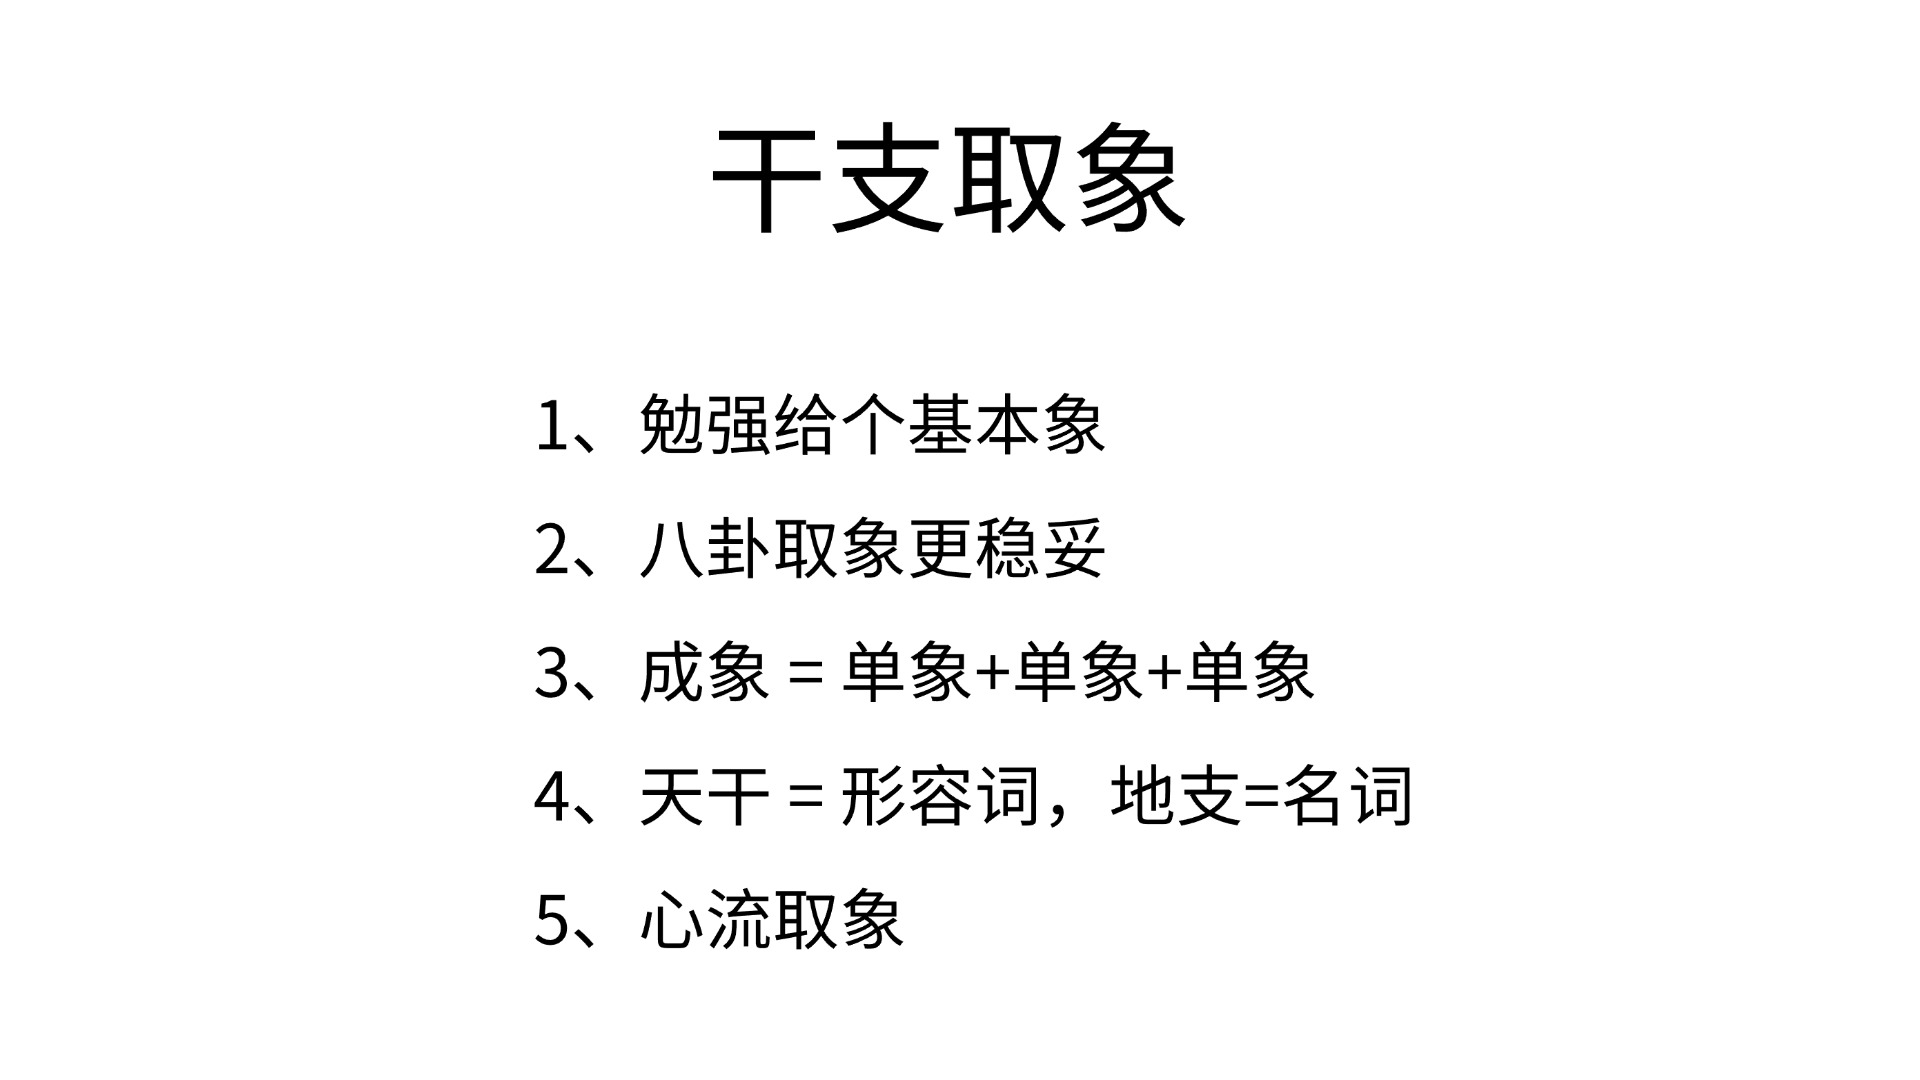 干支取象
1、勉强给个基本象
2、八卦取象更稳妥
3、成象 = 单象+单象+单象
4、天干 = 形容词，地支=名词
5、心流取象